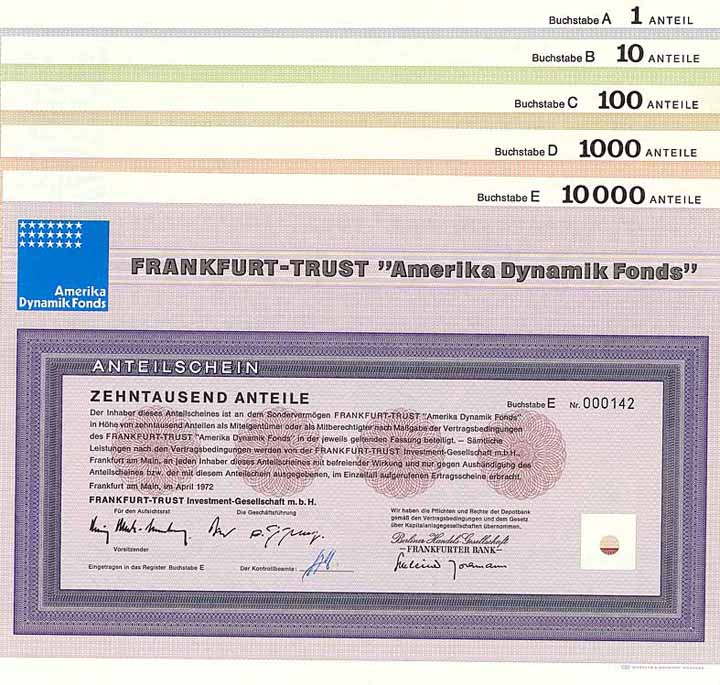 Buchstabe A 1 ANTEIL
Buchstabe B 10 ANTEILE
Buchstabe C 100 ANTEILE
Buchstabe D 1000 ANTEILE
Buchstabe E 10 000 ANTEILE
Amerika
Dynamik Fonds
FRANKFURT-TRUST "Amerika Dynamik Fonds"
ANTEILSCHEIN
ZEHNTAUSEND ANTEILE
Buchstabe E Nr. 000142
Der Inhaber dieses Anteilscheines ist an dem Sondervermögen FRANKFURT-TRUST "Amerika Dynamik Fonds"
in Höhe von zehntausend Anteilen als Miteigentümer oder als Mitberechtigter nach Maßgabe der Vertragsbedingungen
des FRANKFURT-TRUST "Amerika Dynamik Fonds" in der jeweils geltenden Fassung beteiligt. – Sämtliche
Leistungen nach den Vertragsbedingungen werden von der FRANKFURT-TRUST Investment-Gesellschaft m.b.H.,
Frankfurt am Main, an jeden Inhaber dieses Anteilscheines mit befreiender Wirkung und nur gegen Aushändigung des
Anteilscheines bzw. der mit diesem Anteilschein ausgegebenen, im Einzelfall aufgerufenen Ertragsscheine erbracht.
Frankfurt am Main, im April 1972
FRANKFURT-TRUST Investment-Gesellschaft m.b.H.
Für den Aufsichtsrat Die Geschäftsführung
Vorsitzender
Wir haben die Pflichten und Rechte der Depotbank
gemäß den Vertragsbedingungen und dem Gesetz
über Kapitalanlagegesellschaften übernommen.
Berliner Handels-Gesellschaft
– FRANKFURTER BANK –
Eingetragen in das Register Buchstabe E Der Kontrollbeamte: